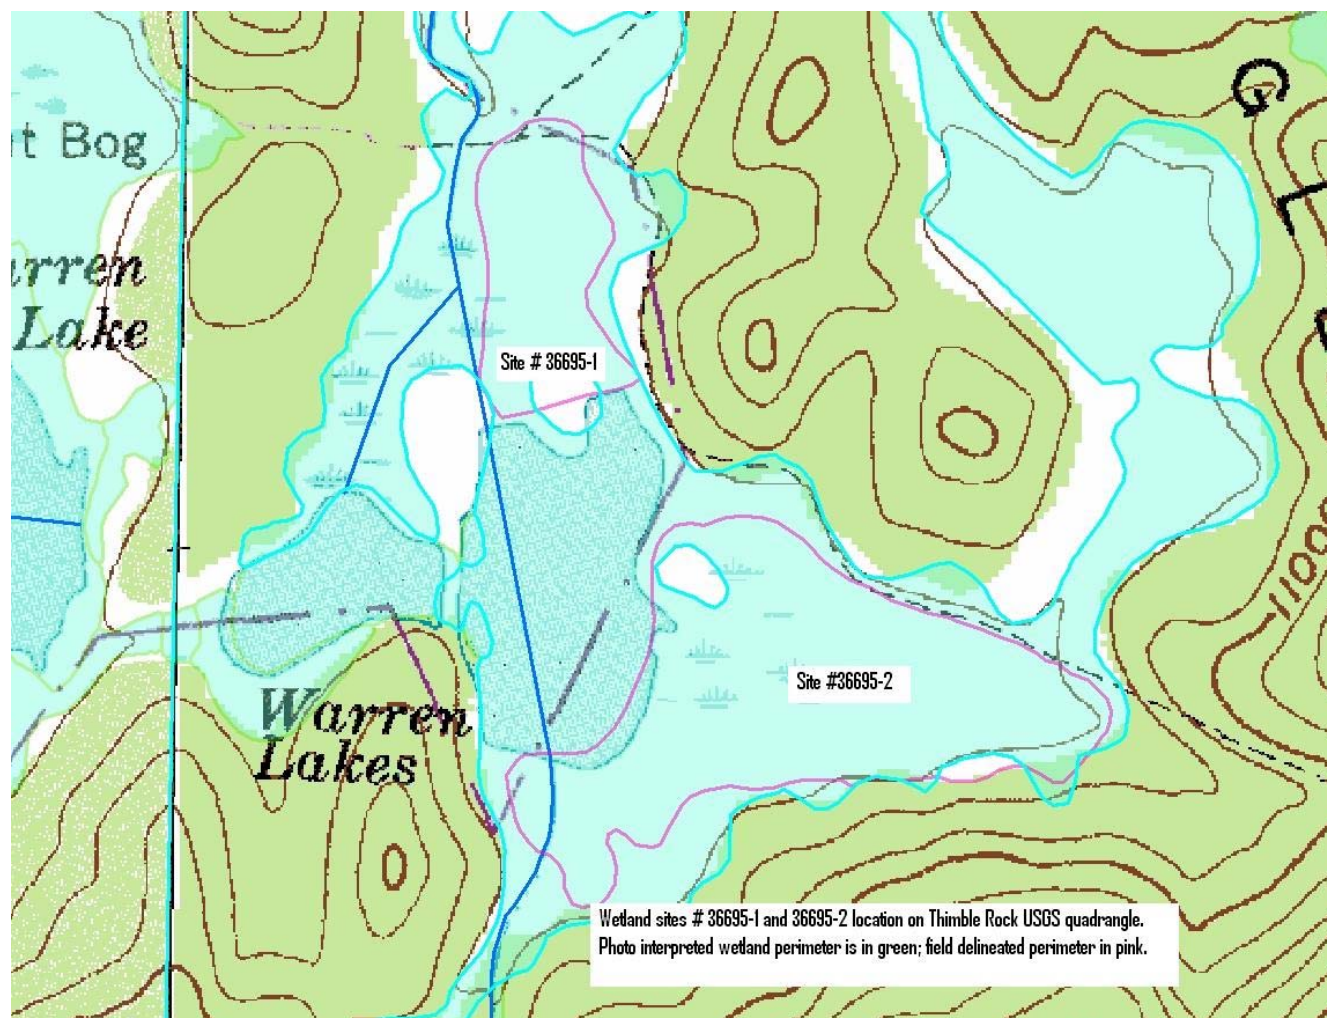 t Bog
rren
Lake
Site # 36695-1
Site #36695-2
Warren
Lakes
G
1100
Wetland sites # 36695-1 and 36695-2 location on Thimble Rock USGS quadrangle.
Photo interpreted wetland perimeter is in green; field delineated perimeter in pink.